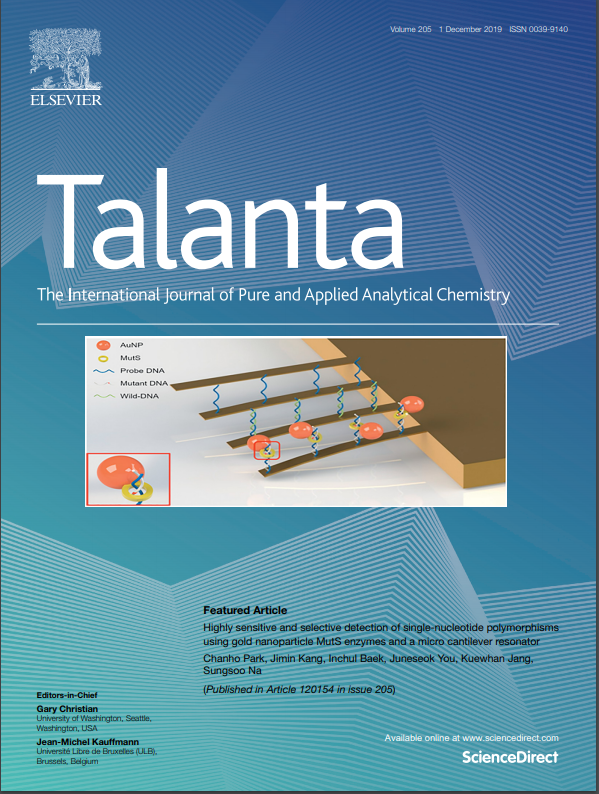 Volume 205 1 December 2019 ISSN 0039-9140
ELSEVIER
Talanta
The International Journal of Pure and Applied Analytical Chemistry
AuNP
MutS
Probe DNA
Mutant DNA
Wild-DNA
Featured Article
Highly sensitive and selective detection of single-nucleotide polymorphisms
using gold nanoparticle MutS enzymes and a micro cantilever resonator
Chanho Park, Jimin Kang, Inchul Baek, Juneseok You, Kuewhan Jang,
Sungsoo Na
(Published in Article 120154 in issue 205)
Editors-in-Chief
Gary Christian
University of Washington, Seattle,
Washington, USA
Jean-Michel Kauffmann
Université Libre de Bruxelles (ULB),
Brussels, Belgium
Available online at www.sciencedirect.com
ScienceDirect